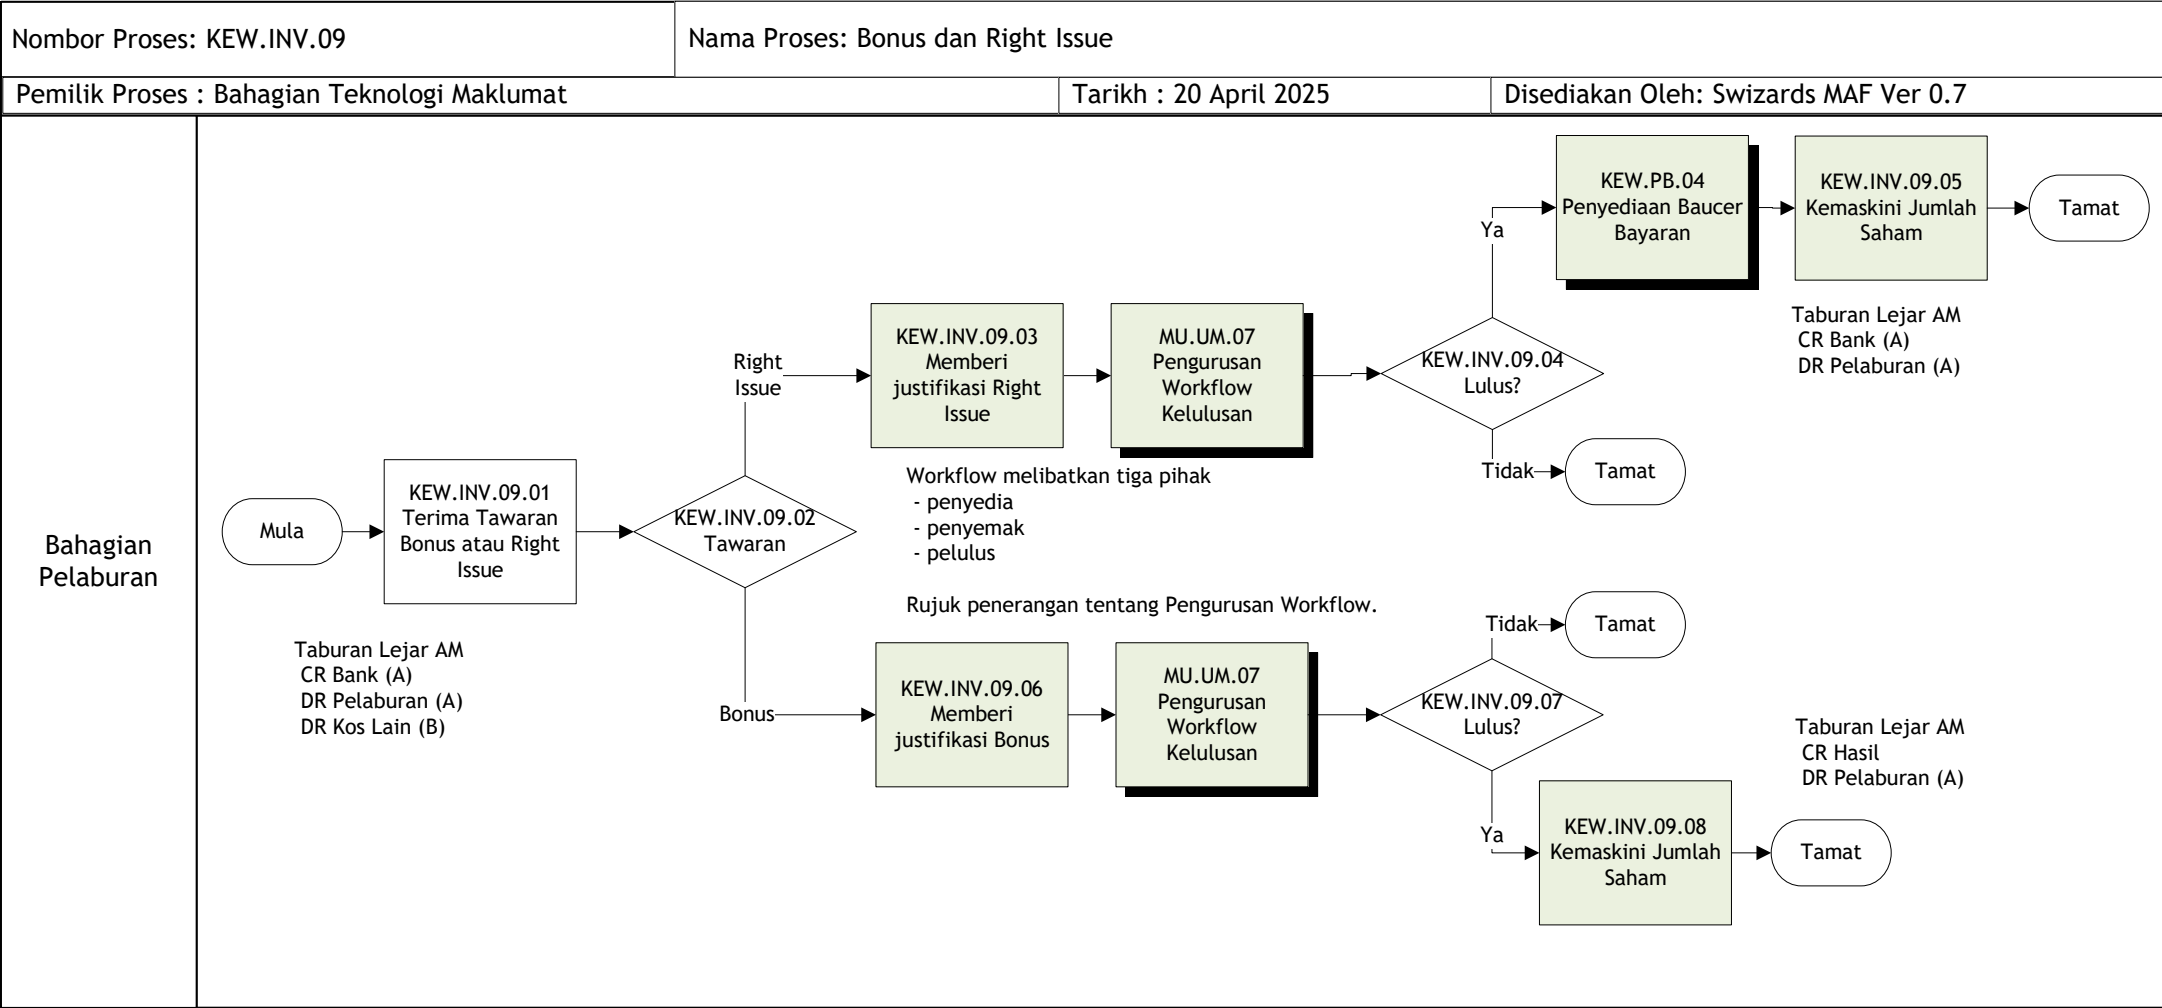 Nombor Proses: KEW.INV.09
Nama Proses: Bonus dan Right Issue
Pemilik Proses : Bahagian Teknologi Maklumat
Tarikh : 20 April 2025
Disediakan Oleh: Swizards MAF Ver 0.7
Bahagian
Pelaburan
Mula
KEW.INV.09.01
Terima Tawaran
Bonus atau Right
Issue
Taburan Lejar AM
CR Bank (A)
DR Pelaburan (A)
DR Kos Lain (B)
KEW.INV.09.02
Tawaran
Right
Issue
KEW.INV.09.03
Memberi
justifikasi Right
Issue
MU.UM.07
Pengurusan
Workflow
Kelulusan
KEW.INV.09.04
Lulus?
Ya
KEW.PB.04
Penyediaan Baucer
Bayaran
KEW.INV.09.05
Kemaskini Jumlah
Saham
Tamat
Taburan Lejar AM
CR Bank (A)
DR Pelaburan (A)
Tidak
Tamat
Workflow melibatkan tiga pihak
- penyedia
- penyemak
- pelulus
Rujuk penerangan tentang Pengurusan Workflow.
Bonus
KEW.INV.09.06
Memberi
justifikasi Bonus
MU.UM.07
Pengurusan
Workflow
Kelulusan
KEW.INV.09.07
Lulus?
Tidak
Tamat
Ya
KEW.INV.09.08
Kemaskini Jumlah
Saham
Tamat
Taburan Lejar AM
CR Hasil
DR Pelaburan (A)